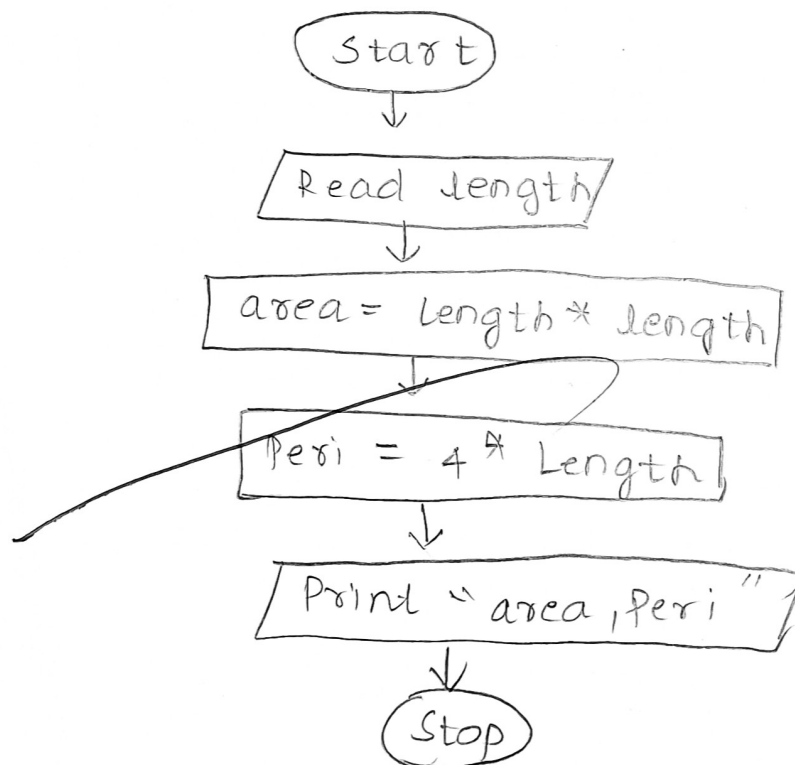 Start
Read length
area = Length * length
Peri = 4 * Length
Print "area, Peri"
Stop